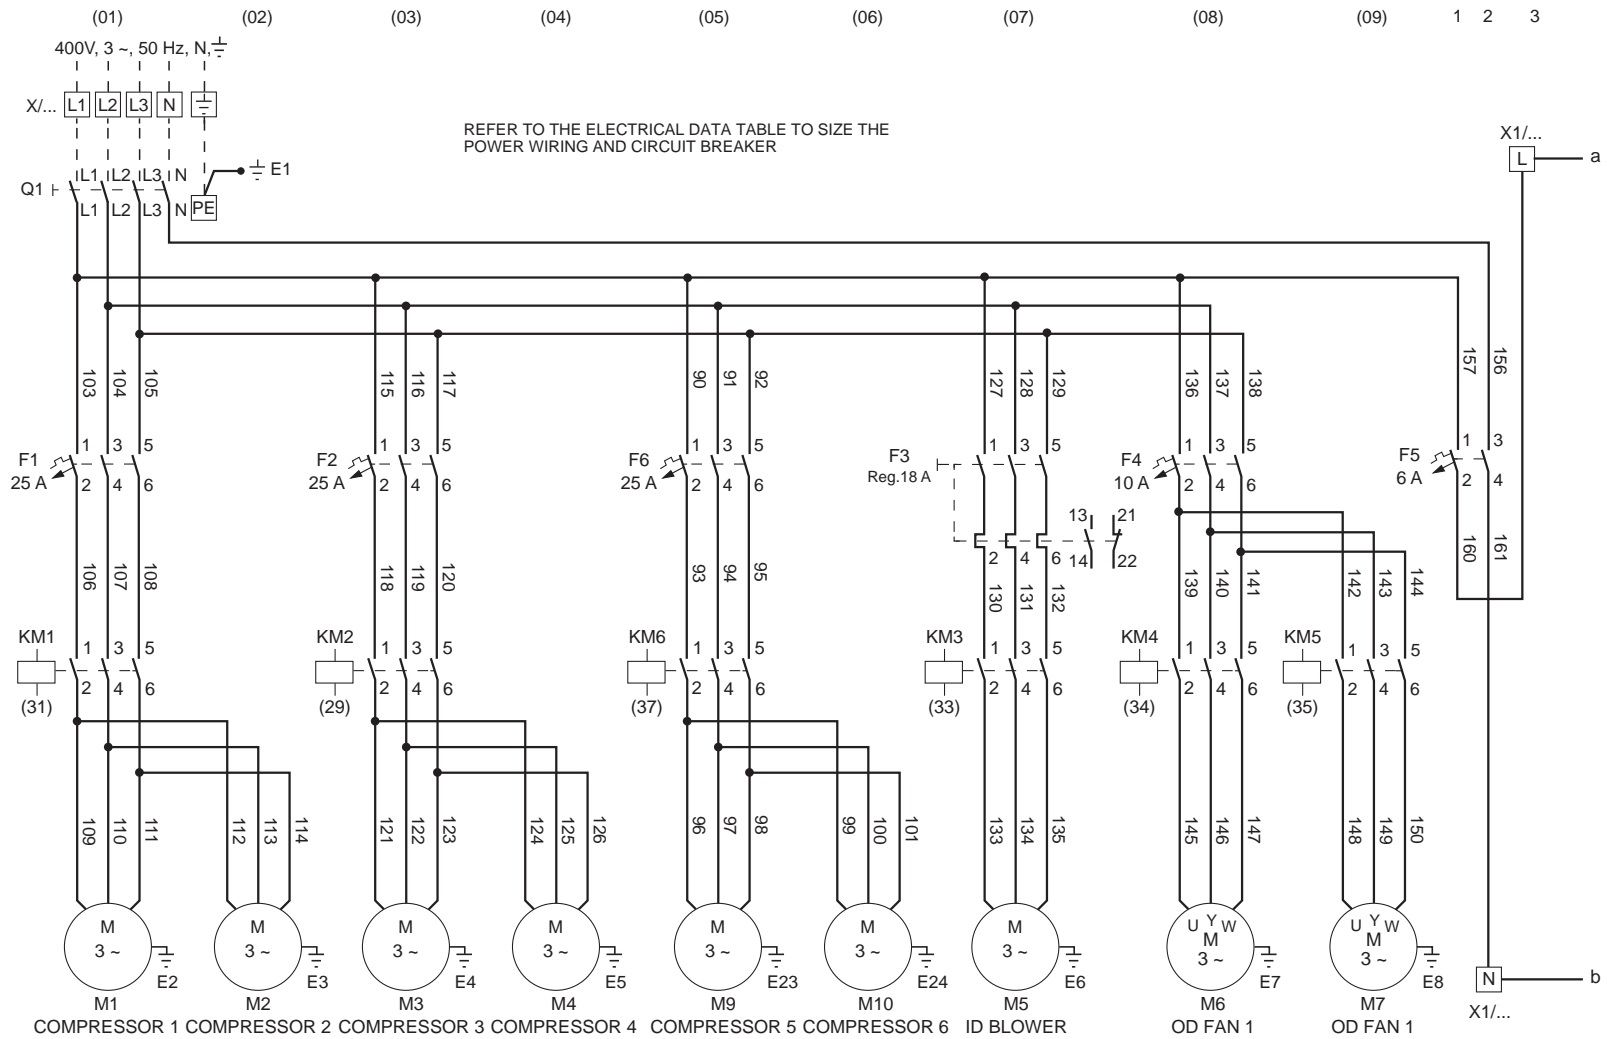 (01) (02) (03) (04) (05) (06) (07) (08) (09) 1 2 3
400V, 3 ~, 50 Hz, N,
X/... L1 L2 L3 N
REFER TO THE ELECTRICAL DATA TABLE TO SIZE THE
POWER WIRING AND CIRCUIT BREAKER
X1/...
L a
E1
L1 L2 L3 N
Q1
L1 L2 L3 N PE
103 104 105 115 116 117 90 91 92 127 128 129 136 137 138 157 156
1 3 5 1 3 5 1 3 5 1 3 5 1 3 5 1 3
F1 F2 F6 F3 F4 F5
25 A 25 A 25 A Reg.18 A 10 A 6 A
2 4 6 2 4 6 2 4 6 2 4 6 2 4
13 21
2 4 6 14 22
106 107 108 118 119 120 93 94 95 130 131 132 139 140 141 142 143 144 160 161
KM1 KM2 KM6 KM3 KM4 KM5
1 3 5 1 3 5 1 3 5 1 3 5 1 3 5 1 3 5
2 4 6 2 4 6 2 4 6 2 4 6 2 4 6 2 4 6
(31) (29) (37) (33) (34) (35)
109 110 111 112 113 114 121 122 123 124 125 126 96 97 98 99 100 101 133 134 135 145 146 147 148 149 150
U Y W U Y W
M M M M M M M M M
3 ~ 3 ~ 3 ~ 3 ~ 3 ~ 3 ~ 3 ~ 3 ~ 3 ~
E2 E3 E4 E5 E23 E24 E6 E7 E8
N b
X1/...
M1 M2 M3 M4 M9 M10 M5 M6 M7
COMPRESSOR 1 COMPRESSOR 2 COMPRESSOR 3 COMPRESSOR 4 COMPRESSOR 5 COMPRESSOR 6 ID BLOWER OD FAN 1 OD FAN 1